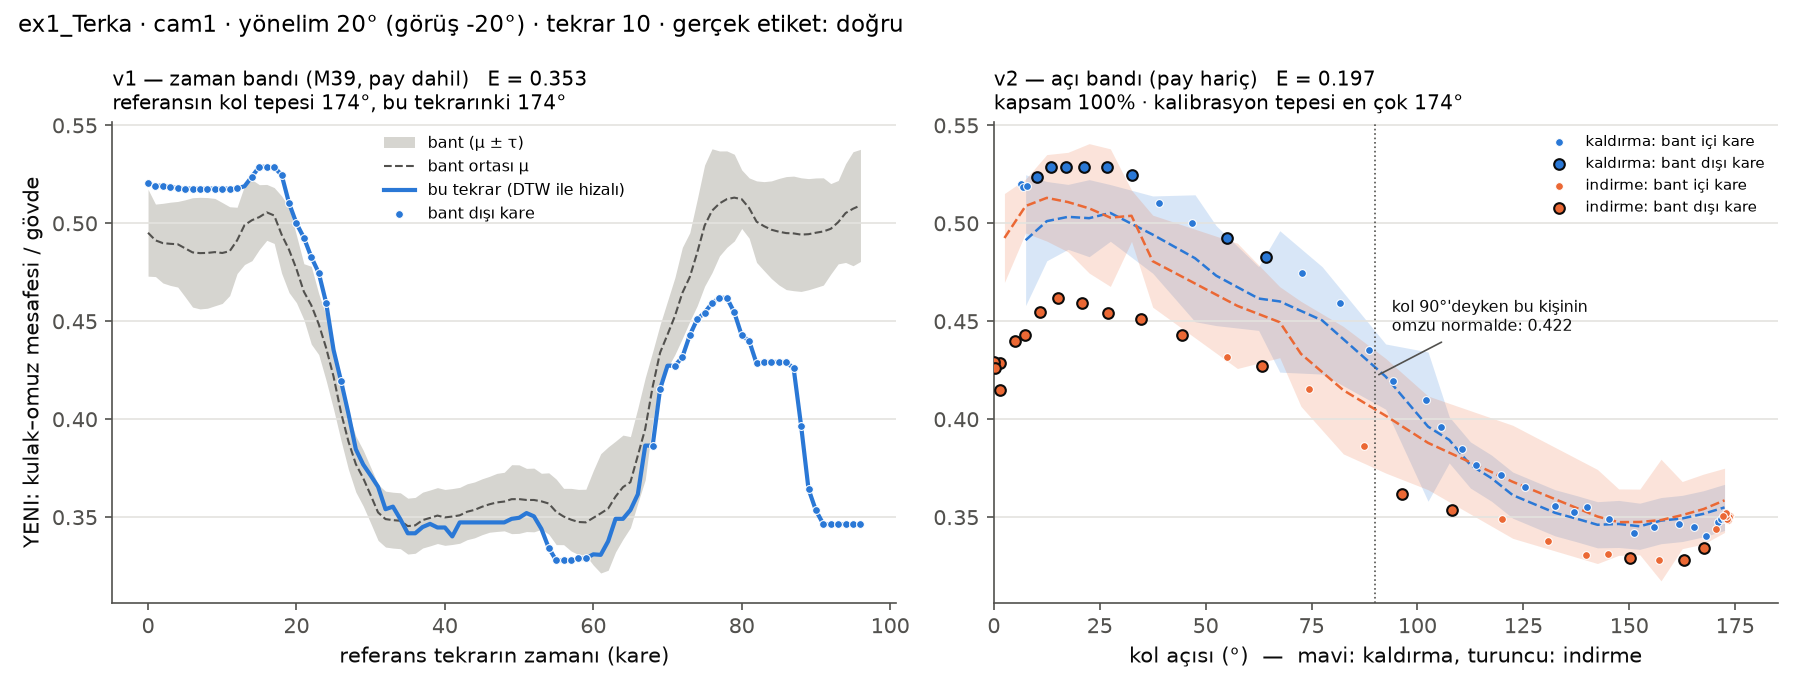 ex1_Terka · cam1 · yönelim 20° (görüş -20°) · tekrar 10 · gerçek etiket: doğru
v1 — zaman bandı (M39, pay dahil)   E = 0.353
referansın kol tepesi 174°, bu tekrarınki 174°
YENİ: kulak–omuz mesafesi / gövde
0.55
0.50
0.45
0.40
0.35
bant (μ ± τ)
bant ortası μ
bu tekrar (DTW ile hizalı)
bant dışı kare
0
20
40
60
80
100
referans tekrarın zamanı (kare)
v2 — açı bandı (pay hariç)   E = 0.197
kapsam 100% · kalibrasyon tepesi en çok 174°
0.55
0.50
0.45
0.40
0.35
kaldırma: bant içi kare
kaldırma: bant dışı kare
indirme: bant içi kare
indirme: bant dışı kare
kol 90°'deyken bu kişinin
omzu normalde: 0.422
0
25
50
75
100
125
150
175
kol açısı (°)  —  mavi: kaldırma, turuncu: indirme